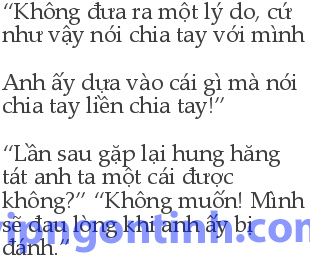 “Không đưa ra một lý do, cứ
như vậy nói chia tay với mình
Anh ấy dựa vào cái gì mà nói
chia tay liền chia tay!”
“Lần sau gặp lại hung hăng
tát anh ta một cái được
không?” “Không muốn! Mình
sẽ đau lòng khi anh ấy bị
đánh.”
ipngontinh.com